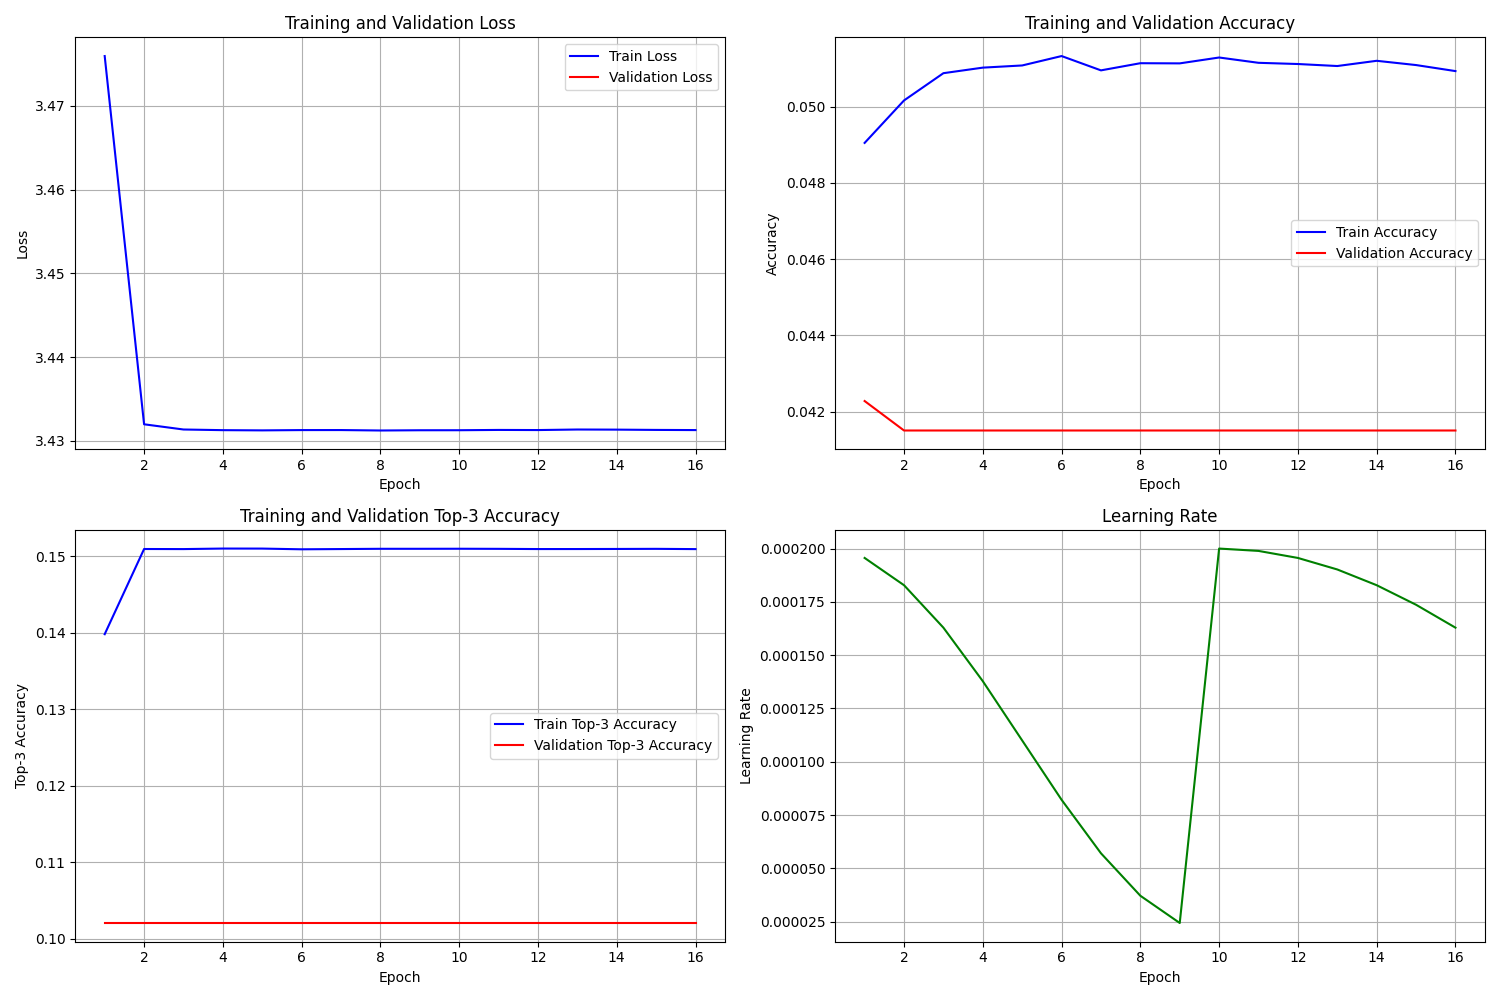 Training and Validation Loss
Train Loss
Validation Loss
3.47
3.46
3.45
3.44
3.43
Loss
2 4 6 8 10 12 14 16
Epoch
Training and Validation Accuracy
0.050
0.048
0.046
0.044
0.042
Accuracy
Train Accuracy
Validation Accuracy
2 4 6 8 10 12 14 16
Epoch
Training and Validation Top-3 Accuracy
0.15
0.14
0.13
0.12
0.11
0.10
Top-3 Accuracy
Train Top-3 Accuracy
Validation Top-3 Accuracy
2 4 6 8 10 12 14 16
Epoch
Learning Rate
0.000200
0.000175
0.000150
0.000125
0.000100
0.000075
0.000050
0.000025
Learning Rate
2 4 6 8 10 12 14 16
Epoch